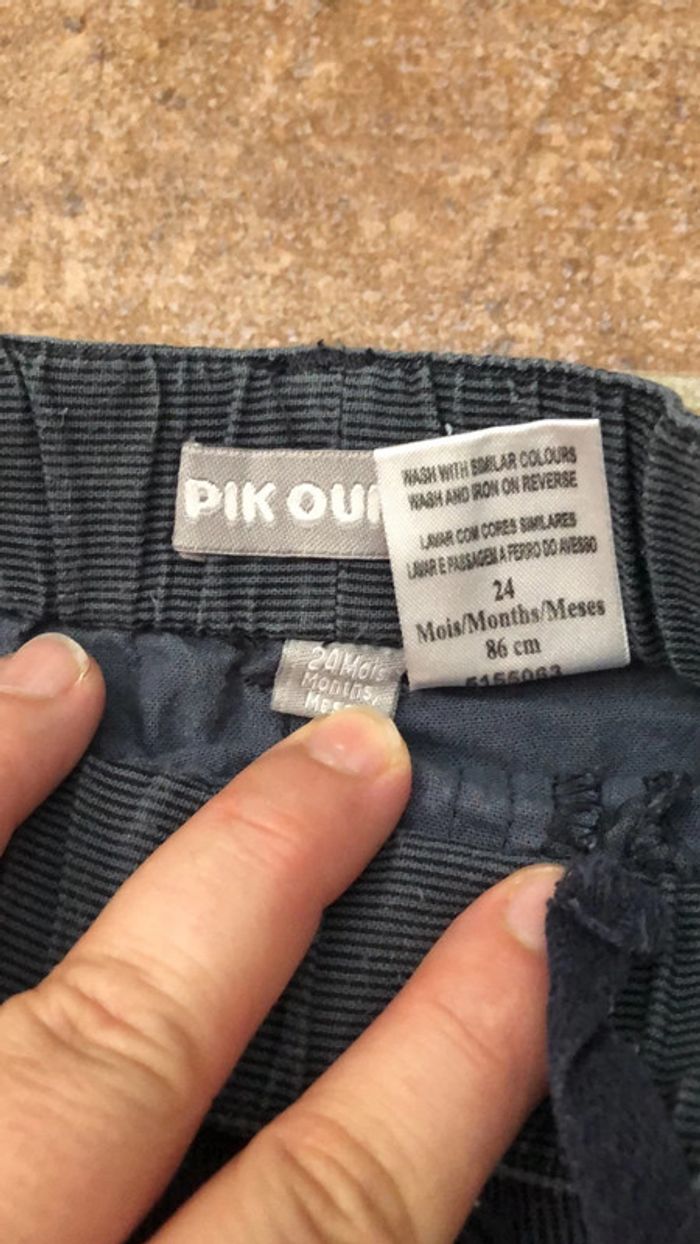 PIK OUI
WASH WITH SIMILAR COLOURS
WASH AND IRON ON REVERSE
LAVAR COM CORES SIMILARES
LAVAR E PASSAGEM A FERRO DO AVESSO
24
Mois/Months/Meses
86 cm
5155063
24 Mois
Months,